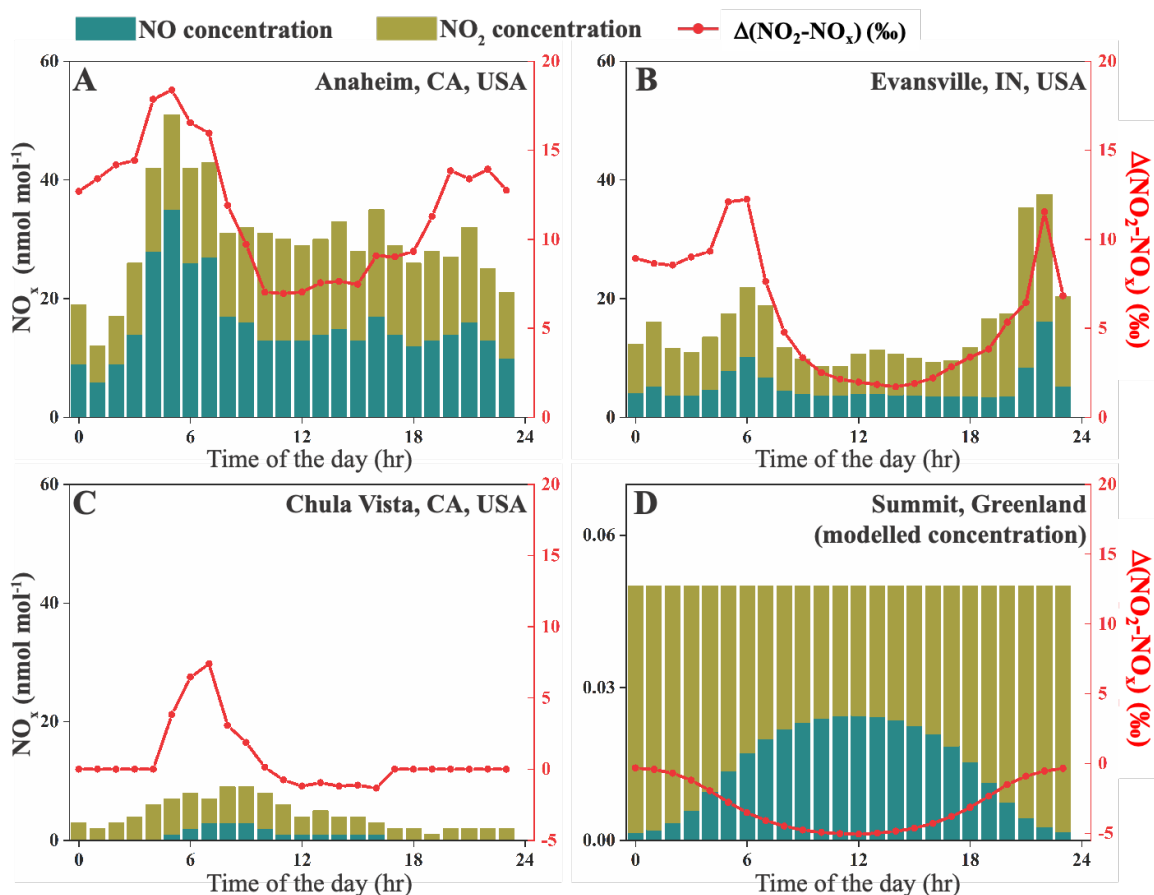 NO concentration NO₂ concentration Δ(NO₂-NOₓ) (‰)
A Anaheim, CA, USA
60
40
20
0
NOₓ (nmol mol⁻¹)
20
15
10
5
0
0 6 12 18 24
Time of the day (hr)
B Evansville, IN, USA
60
40
20
0
20
15
10
5
0
Δ(NO₂-NOₓ) (‰)
0 6 12 18 24
Time of the day (hr)
C Chula Vista, CA, USA
60
40
20
0
NOₓ (nmol mol⁻¹)
20
15
10
5
0
-5
0 6 12 18 24
Time of the day (hr)
D Summit, Greenland
(modelled concentration)
0.06
0.03
0.00
20
15
10
5
0
-5
Δ(NO₂-NOₓ) (‰)
0 6 12 18 24
Time of the day (hr)